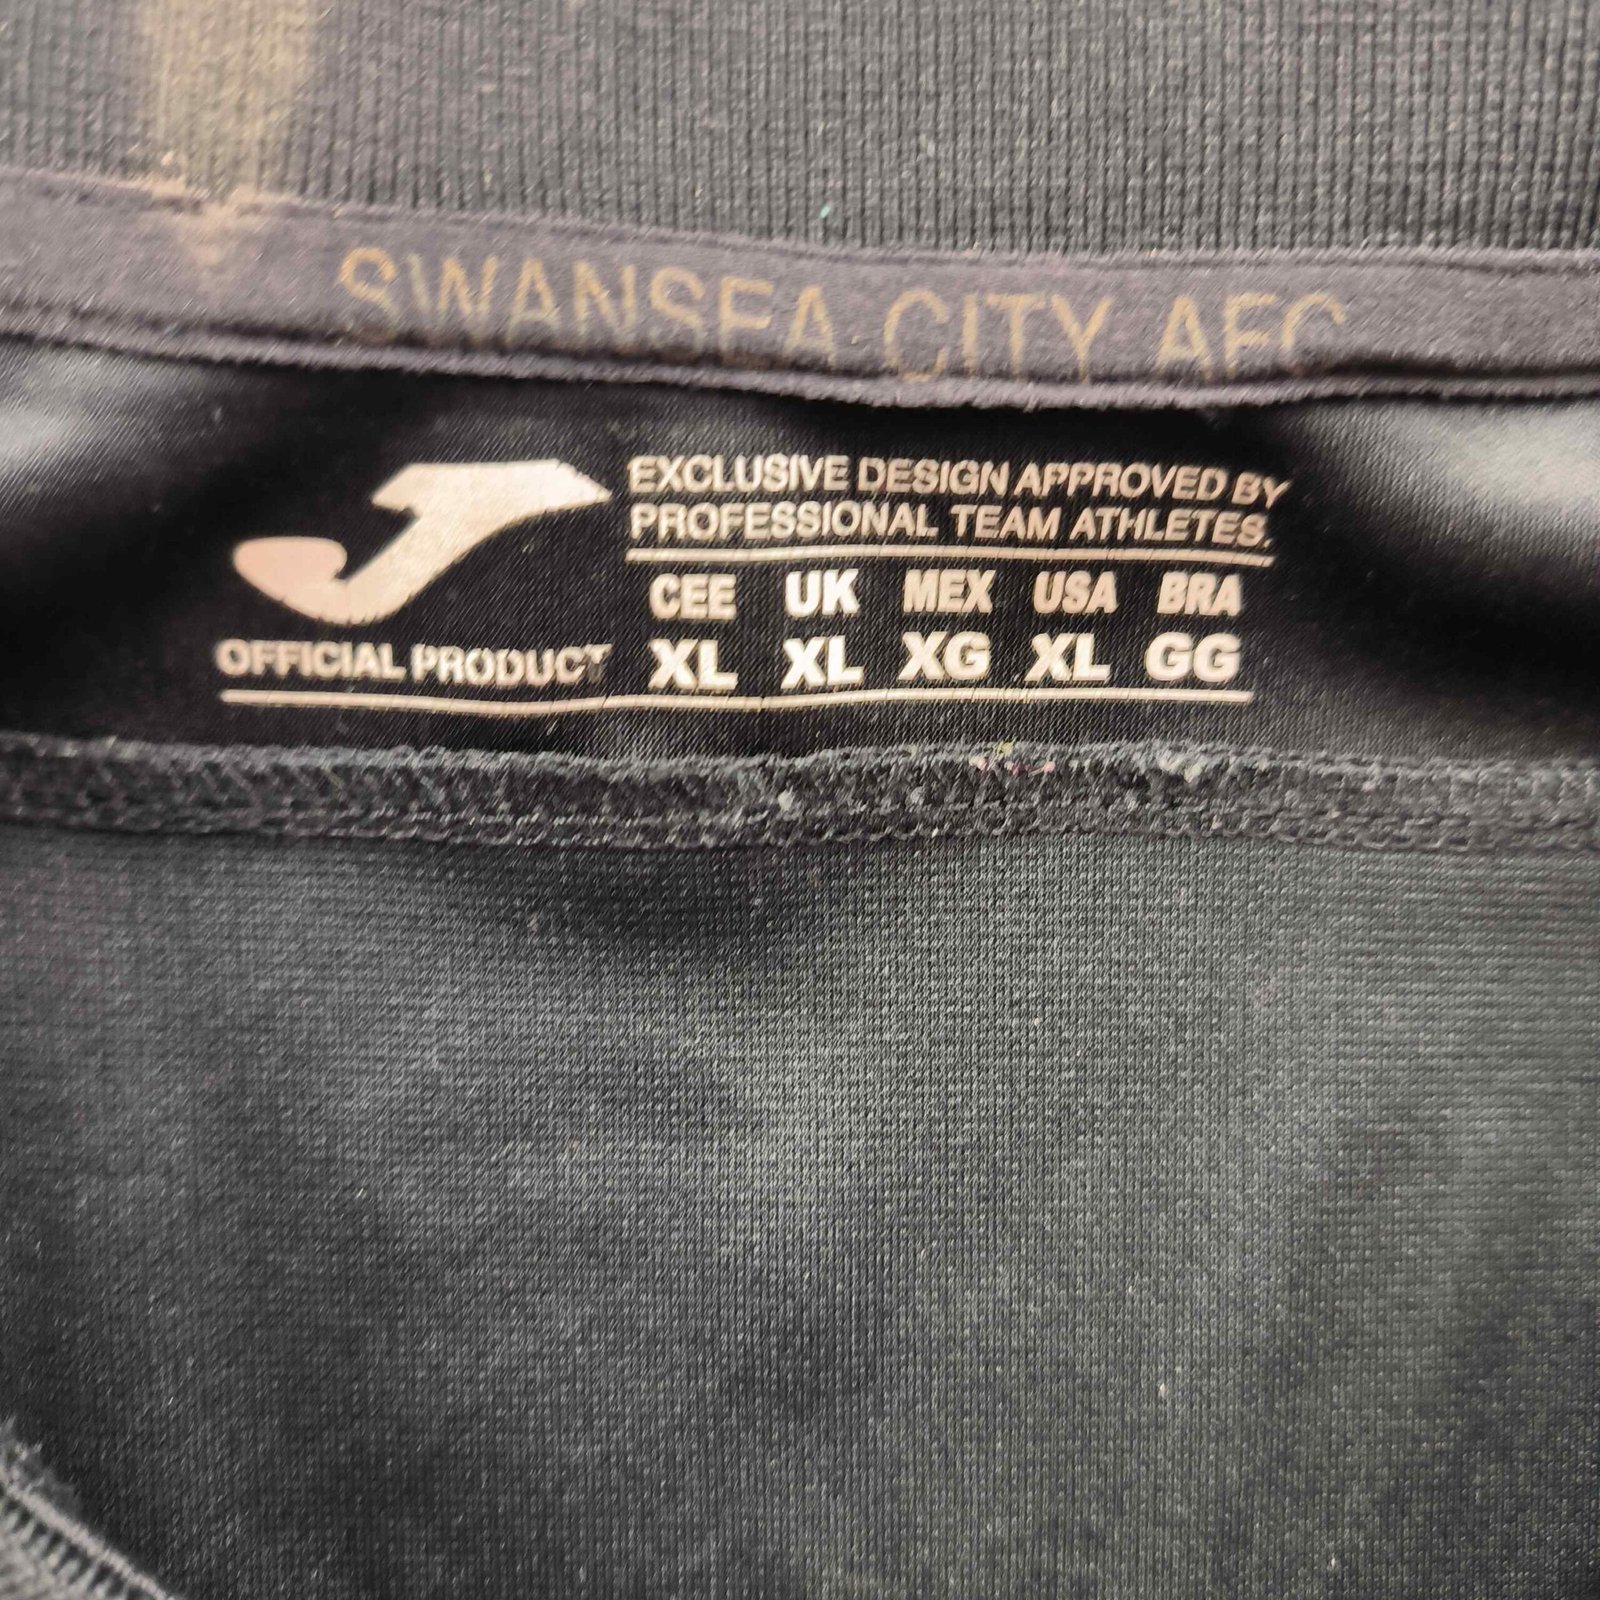 SWANSEA CITY AFC
EXCLUSIVE DESIGN APPROVED BY
PROFESSIONAL TEAM ATHLETES.
CEE UK MEX USA BRA
OFFICIAL PRODUCT XL XL XG XL GG